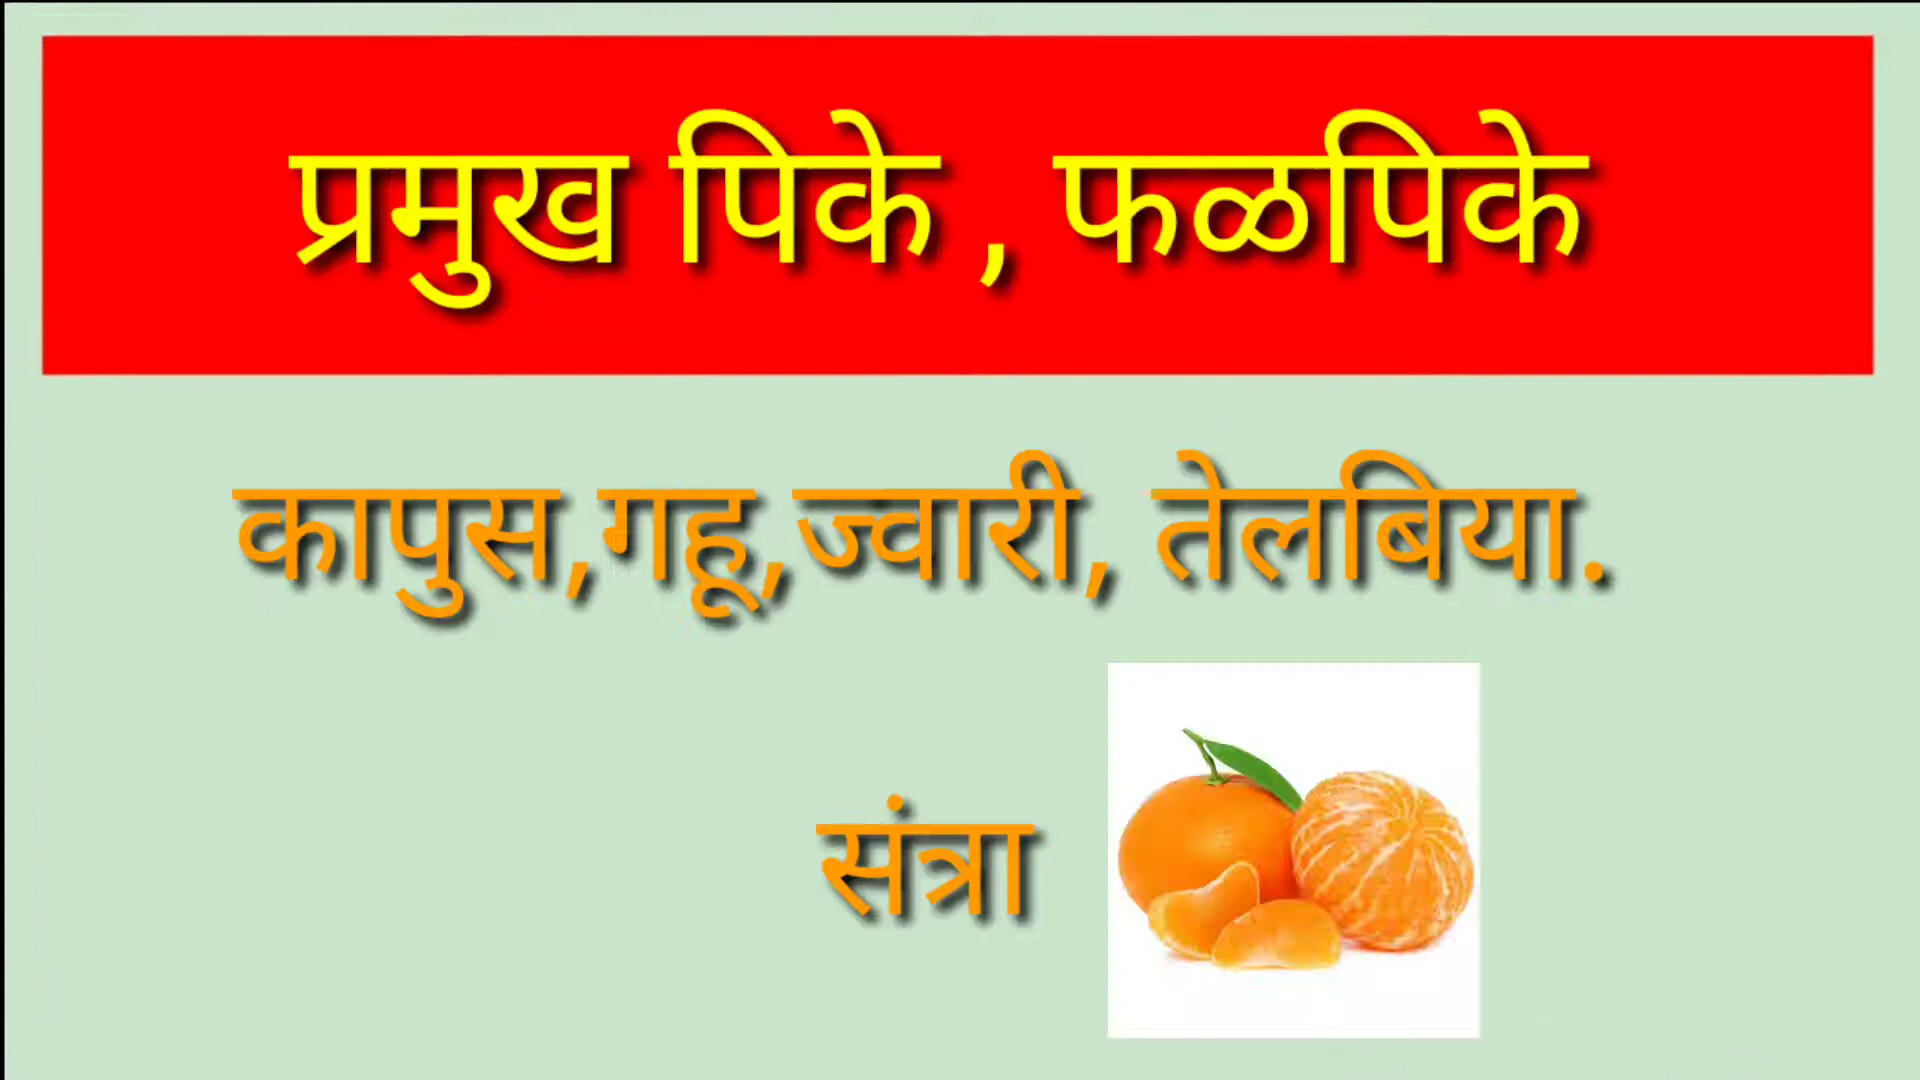 प्रमुख पिके , फळपिके
कापुस,गहू,ज्वारी, तेलबिया.
संत्रा